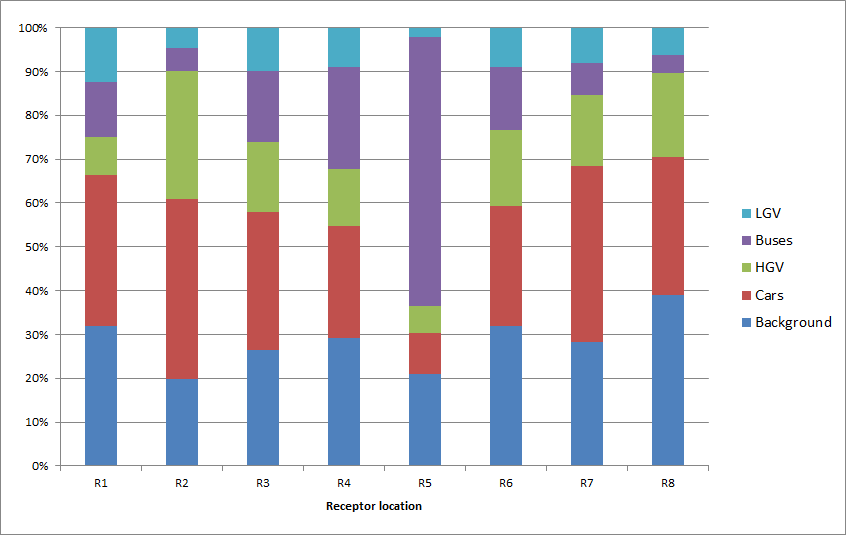 100%
90%
80%
70%
60%
50%
40%
30%
20%
10%
0%
R1 R2 R3 R4 R5 R6 R7 R8
Receptor location
LGV
Buses
HGV
Cars
Background